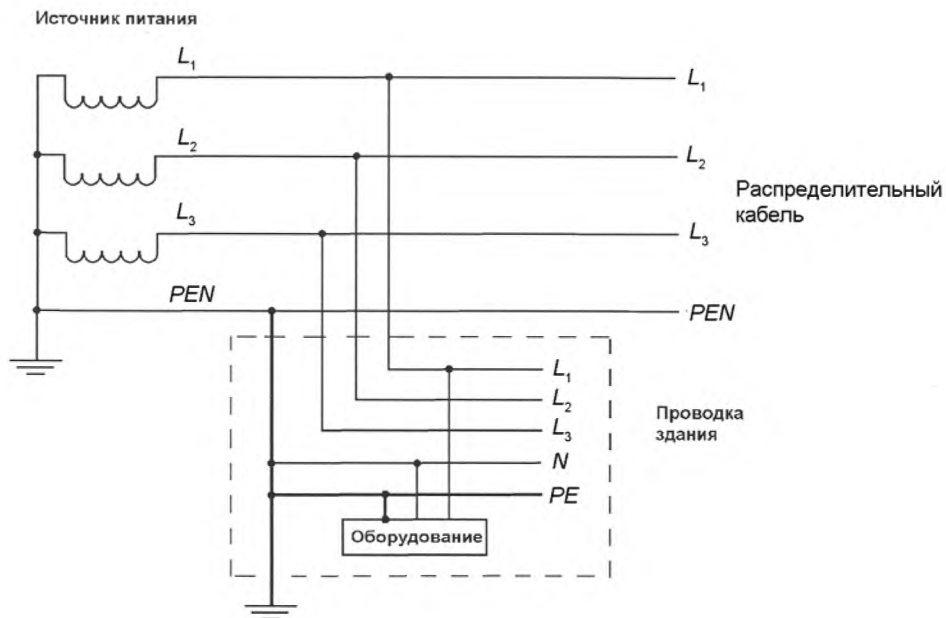 Источник питания
L₁
L₁
L₂
L₂
Распределительный
кабель
L₃
L₃
PEN
PEN
L₁
L₂
Проводка
здания
L₃
N
PE
Оборудование